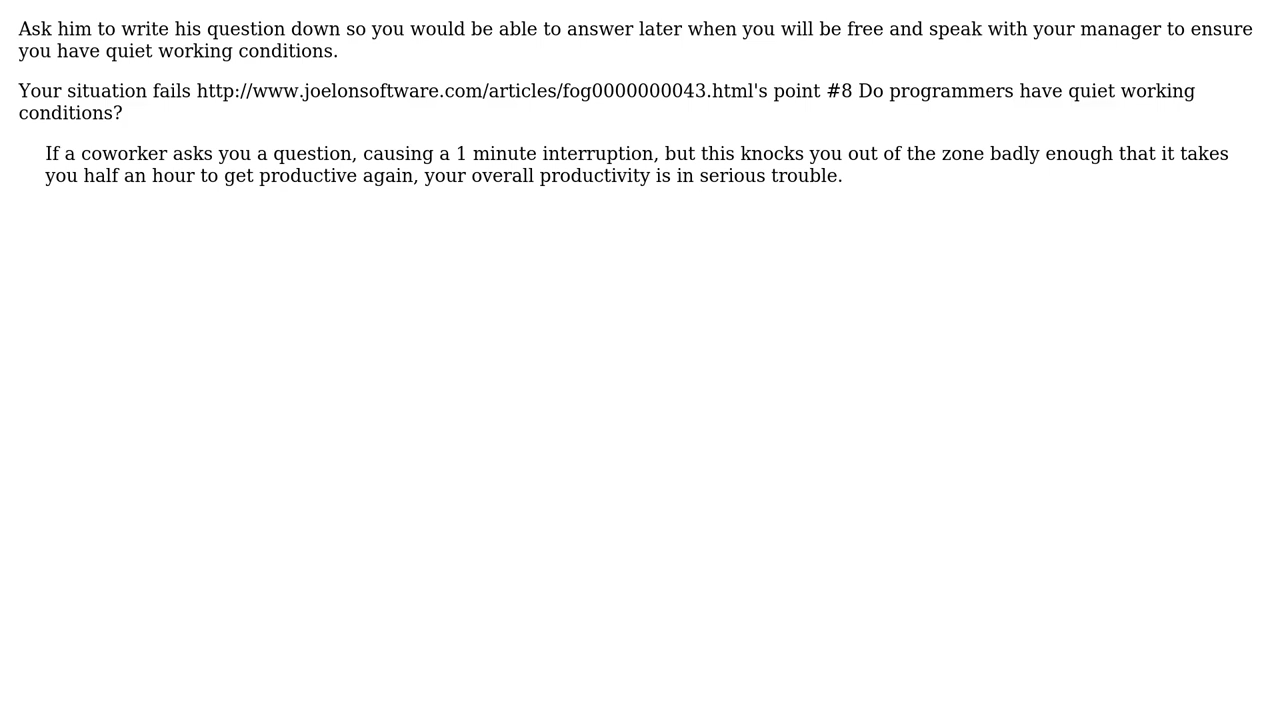 Ask him to write his question down so you would be able to answer later when you will be free and speak with your manager to ensure
you have quiet working conditions.
Your situation fails http://www.joelonsoftware.com/articles/fog0000000043.html's point #8 Do programmers have quiet working
conditions?
If a coworker asks you a question, causing a 1 minute interruption, but this knocks you out of the zone badly enough that it takes
you half an hour to get productive again, your overall productivity is in serious trouble.